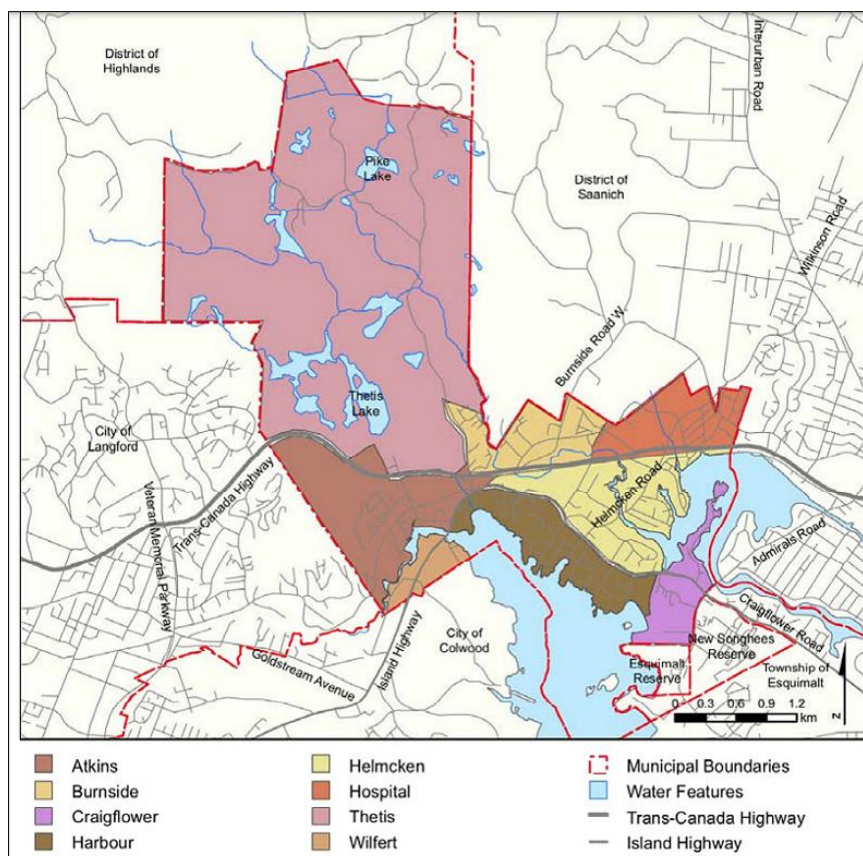 District of
Highlands
Interurban Road
Pike
Lake
District of
Saanich
Wilkinson Road
Burnside Road W.
Thetis
Lake
City of
Langford
Trans-Canada Highway
Veteran Memorial Parkway
Helmcken Road
Admirals Road
Craigflower Road
Island Highway
City of
Colwood
New Songhees
Reserve
Esquimalt
Reserve
Township of
Esquimalt
Goldstream Avenue
0 0.3 0.6 0.9 1.2
km
N
Atkins
Burnside
Craigflower
Harbour
Helmcken
Hospital
Thetis
Wilfert
Municipal Boundaries
Water Features
Trans-Canada Highway
Island Highway